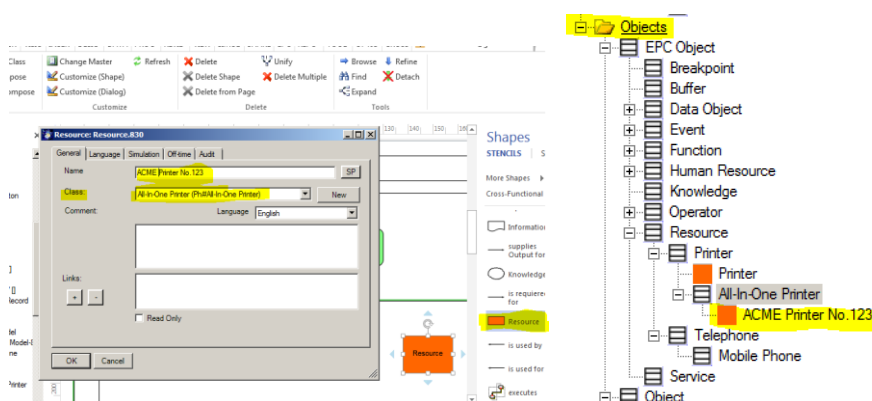 Class
Change Master
Refresh
Delete
Unify
Browse
Refine
Customize (Shape)
Delete Shape
Delete Multiple
Find
Detach
Customize (Dialog)
Delete from Page
Expand
Customize
Delete
Tools
Resource: Resource.830
General
Language
Simulation
Off-time
Audit
Name
ACME Printer No.123
SP
Class:
All-In-One Printer (Ph#All-In-One Printer)
New
Comment:
Language
English
Links:
+
-
Read Only
OK
Cancel
130
140
150
Resource
Shapes
STENCILS
More Shapes
Cross-Functional
Information
supplies
Output for
Knowledge
is required
for
Resource
is used by
is used for
executes
Objects
EPC Object
Breakpoint
Buffer
Data Object
Event
Function
Human Resource
Knowledge
Operator
Resource
Printer
Printer
All-In-One Printer
ACME Printer No.123
Telephone
Mobile Phone
Service
Object